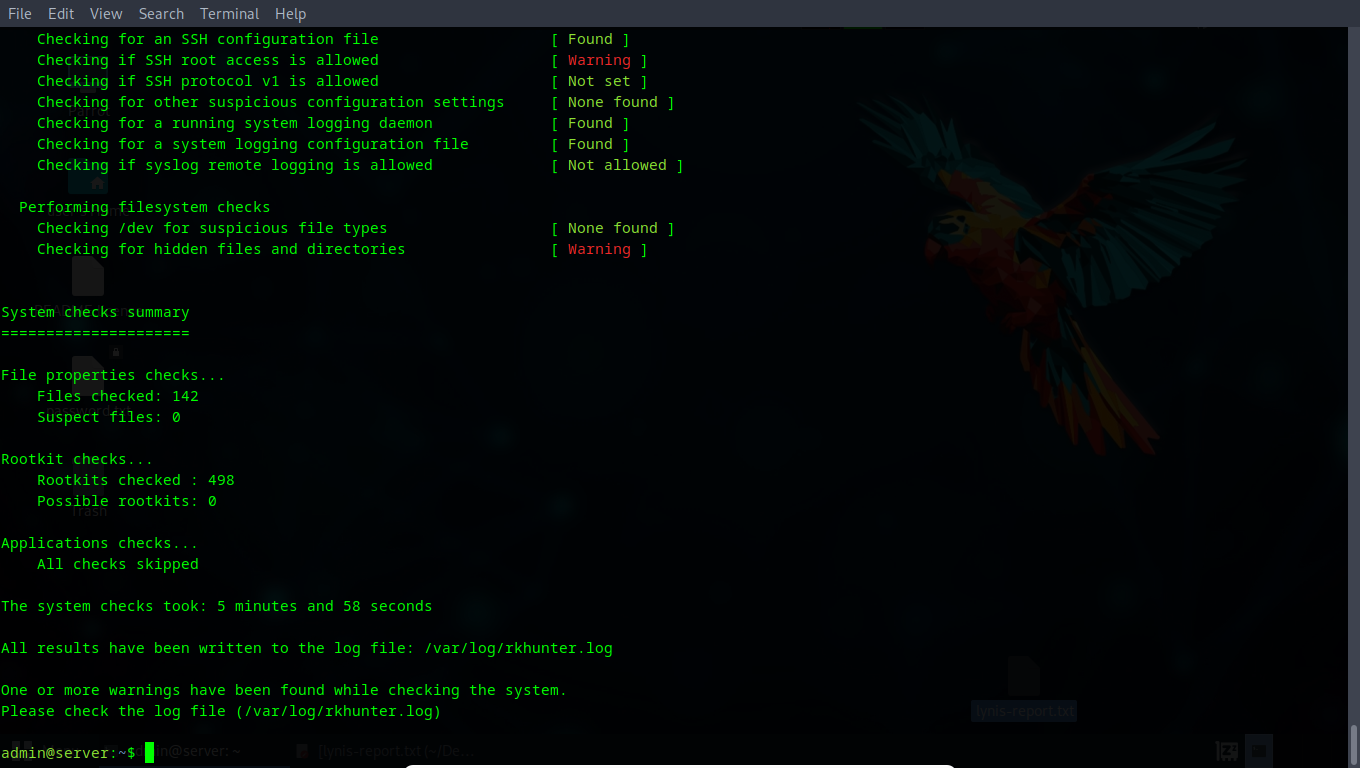 File Edit View Search Terminal Help
Checking for an SSH configuration file [ Found ]
Checking if SSH root access is allowed [ Warning ]
Checking if SSH protocol v1 is allowed [ Not set ]
Checking for other suspicious configuration settings [ None found ]
Checking for a running system logging daemon [ Found ]
Checking for a system logging configuration file [ Found ]
Checking if syslog remote logging is allowed [ Not allowed ]
Performing filesystem checks
Checking /dev for suspicious file types [ None found ]
Checking for hidden files and directories [ Warning ]
System checks summary
=====================
File properties checks...
Files checked: 142
Suspect files: 0
Rootkit checks...
Rootkits checked : 498
Possible rootkits: 0
Trash
Applications checks...
All checks skipped
The system checks took: 5 minutes and 58 seconds
All results have been written to the log file: /var/log/rkhunter.log
One or more warnings have been found while checking the system.
Please check the log file (/var/log/rkhunter.log)
lynis-report.txt
admin@server:~$
[lynis-report.txt (~/De...